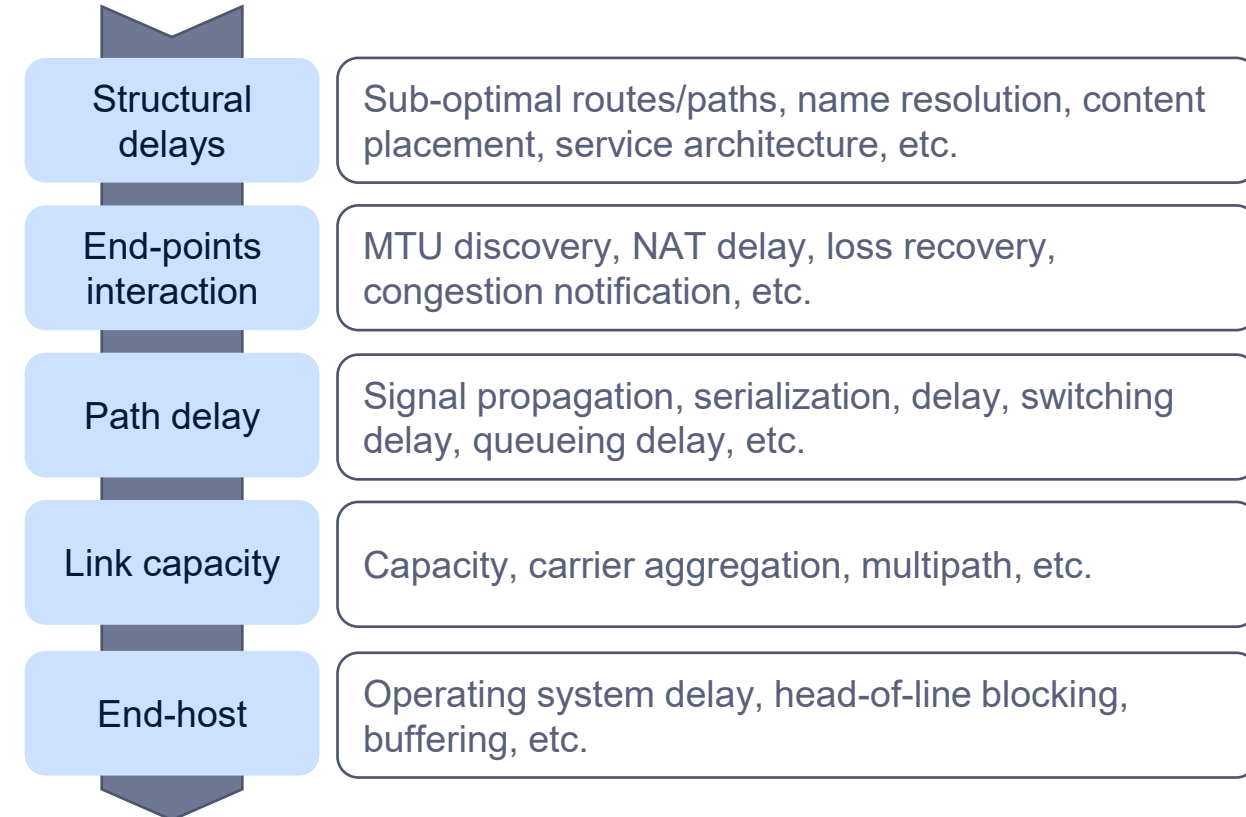 Structural
delays
Sub-optimal routes/paths, name resolution, content
placement, service architecture, etc.
End-points
interaction
MTU discovery, NAT delay, loss recovery,
congestion notification, etc.
Path delay
Signal propagation, serialization, delay, switching
delay, queueing delay, etc.
Link capacity
Capacity, carrier aggregation, multipath, etc.
End-host
Operating system delay, head-of-line blocking,
buffering, etc.